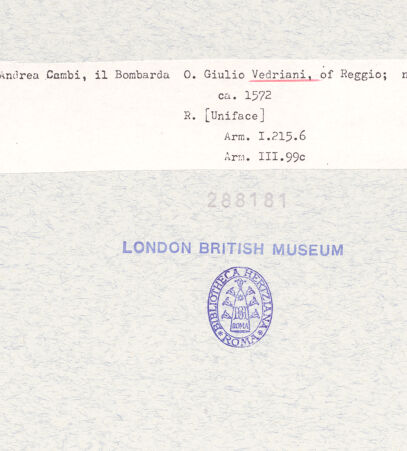 Andrea Cambi, il Bombarda O. Giulio Vedriani, of Reggio;
ca. 1572
R. [Uniface]
Arm. I.215.6
Arm. III.99c
288181
LONDON BRITISH MUSEUM
BIBLIOTHECA HERTZIANA
ROMA
ROMA